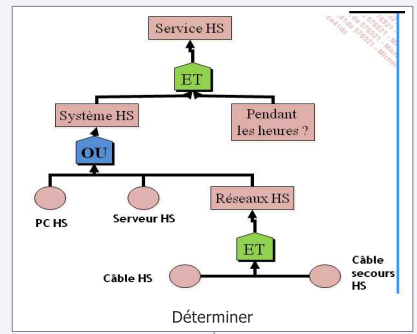 Service HS
ET
Système HS
Pendant
les heures ?
OU
PC HS
Serveur HS
Réseaux HS
ET
Câble HS
Câble
secours
HS
Déterminer